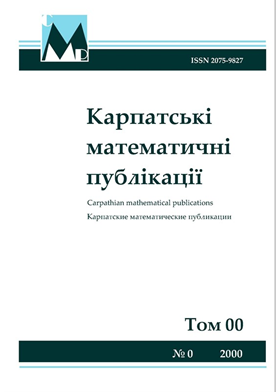 ISSN 2075-9827
Карпатські
математичні
публікації
Carpathian mathematical publications
Карпатские математические публикации
Том 00
№ 0 2000